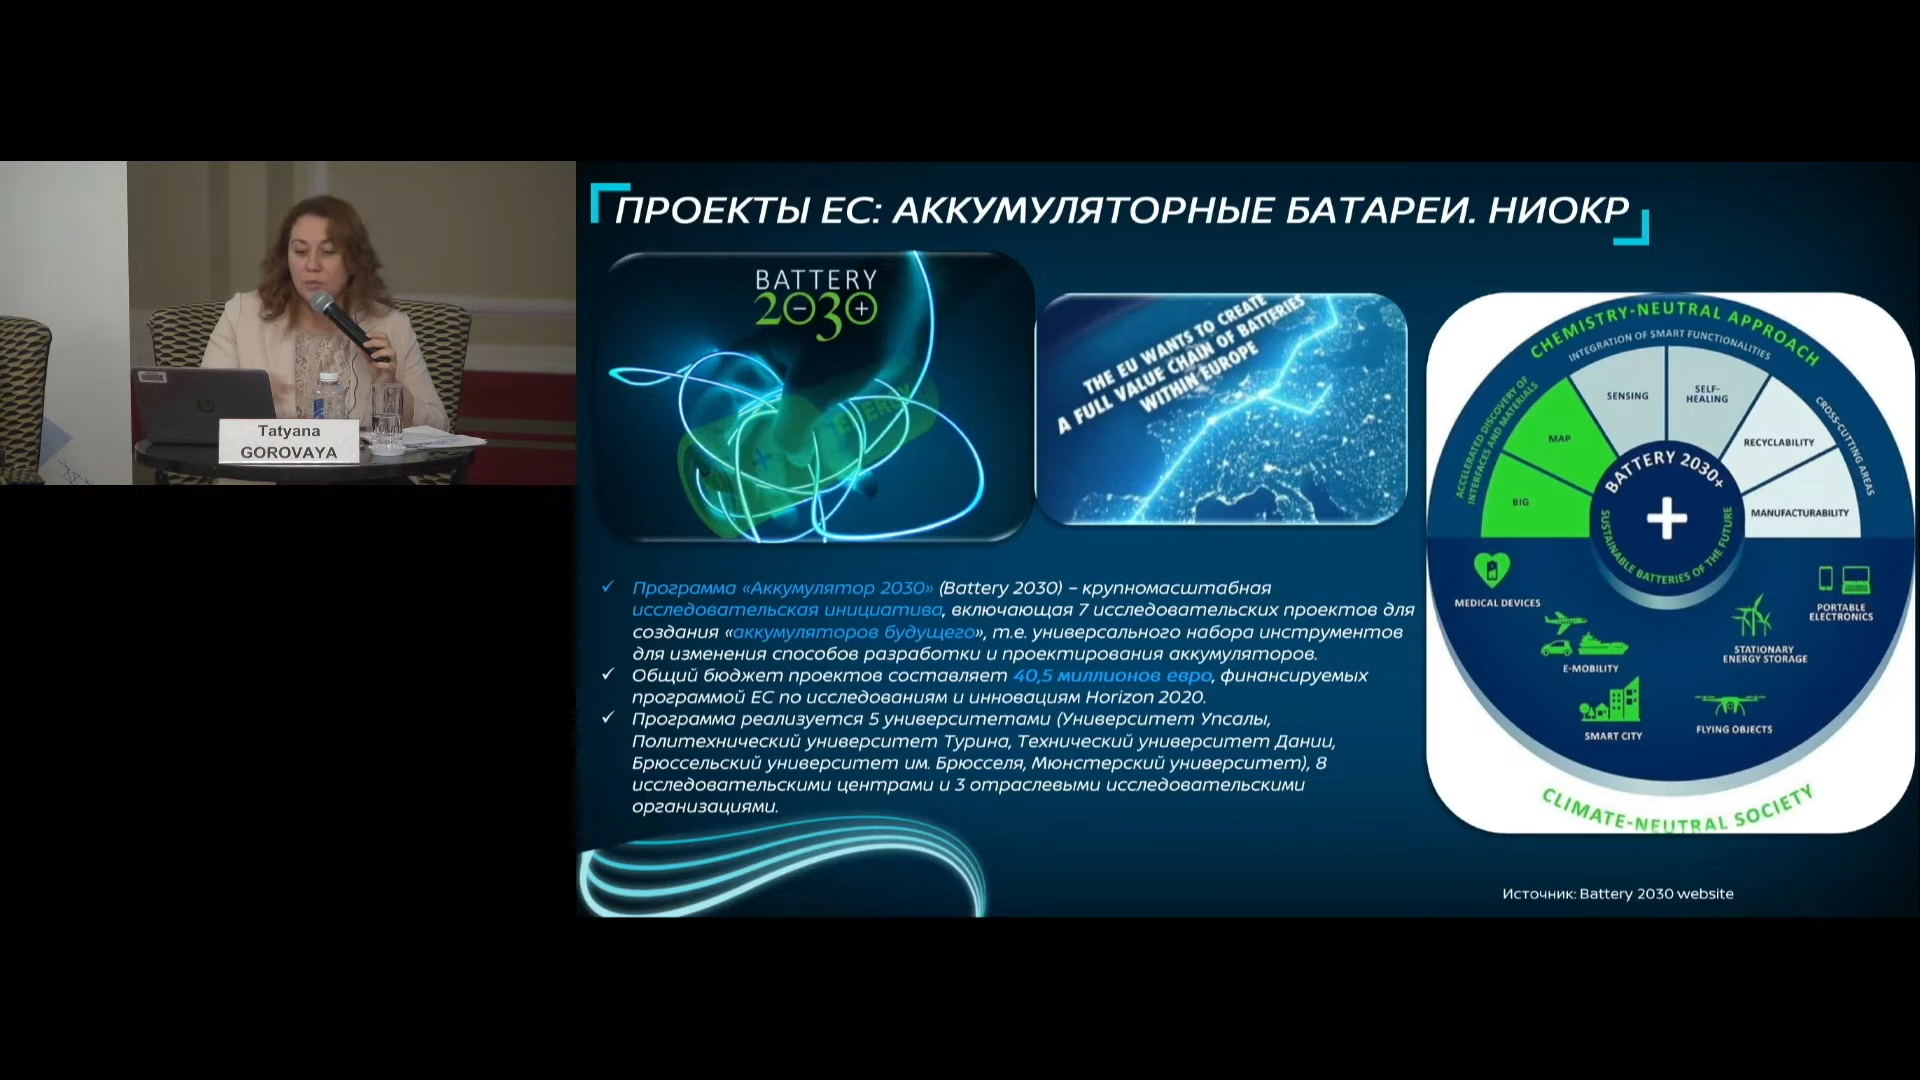 Tatyana
GOROVAYA
ПРОЕКТЫ ЕС: АККУМУЛЯТОРНЫЕ БАТАРЕИ. НИОКР
BATTERY
2030+
THE EU WANTS TO CREATE
A FULL VALUE CHAIN OF BATTERIES
WITHIN EUROPE
CHEMISTRY-NEUTRAL APPROACH
INTEGRATION OF SMART FUNCTIONALITIES
ACCELERATED DISCOVERY OF
INTERFACES AND MATERIALS
CROSS-CUTTING AREAS
SENSING
SELF-
HEALING
MAP
RECYCLABILITY
BIG
MANUFACTURABILITY
BATTERY 2030+
SUSTAINABLE BATTERIES OF THE FUTURE
MEDICAL DEVICES
PORTABLE
ELECTRONICS
E-MOBILITY
STATIONARY
ENERGY STORAGE
SMART CITY
FLYING OBJECTS
CLIMATE-NEUTRAL SOCIETY
Программа «Аккумулятор 2030» (Battery 2030) – крупномасштабная
исследовательская инициатива, включающая 7 исследовательских проектов для
создания «аккумуляторов будущего», т.е. универсального набора инструментов
для изменения способов разработки и проектирования аккумуляторов.
Общий бюджет проектов составляет 40,5 миллионов евро, финансируемых
программой ЕС по исследованиям и инновациям Horizon 2020.
Программа реализуется 5 университетами (Университет Упсалы,
Политехнический университет Турина, Технический университет Дании,
Брюссельский университет им. Брюсселя, Мюнстерский университет), 8
исследовательскими центрами и 3 отраслевыми исследовательскими
организациями.
Источник: Battery 2030 website